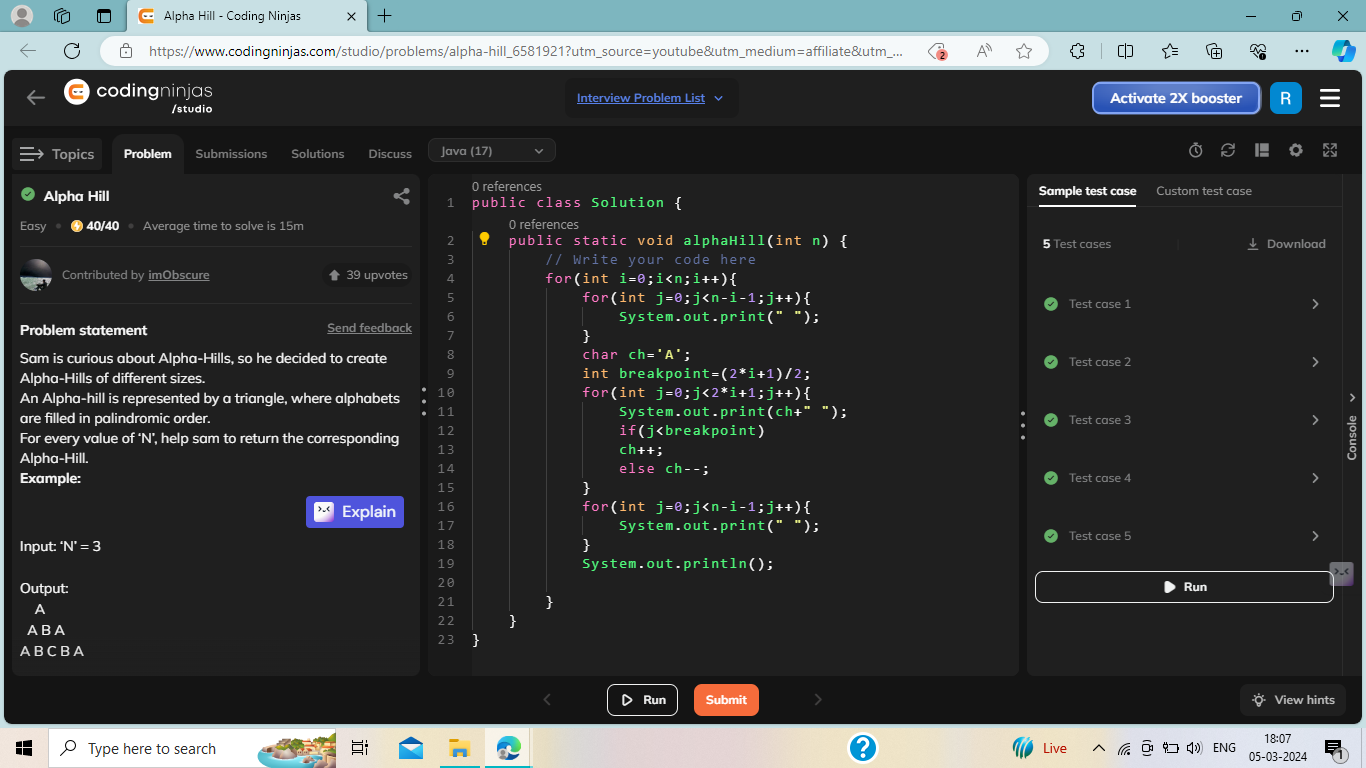 Alpha Hill - Coding Ninjas
https://www.codingninjas.com/studio/problems/alpha-hill_6581921?utm_source=youtube&utm_medium=affiliate&utm_...
2
codingninjas
/studio
Interview Problem List
Activate 2X booster
R
Topics
Problem
Submissions
Solutions
Discuss
Java (17)
Alpha Hill
Easy
40/40
Average time to solve is 15m
Contributed by imObscure
39 upvotes
Problem statement
Send feedback
Sam is curious about Alpha-Hills, so he decided to create
Alpha-Hills of different sizes.
An Alpha-hill is represented by a triangle, where alphabets
are filled in palindromic order.
For every value of ‘N’, help sam to return the corresponding
Alpha-Hill.
Example:
Explain
Input: ‘N’ = 3
Output:
A
A B A
A B C B A
0 references
1 public class Solution {
0 references
2 public static void alphaHill(int n) {
3 // Write your code here
4 for(int i=0;i<n;i++){
5 for(int j=0;j<n-i-1;j++){
6 System.out.print(" ");
7 }
8 char ch='A';
9 int breakpoint=(2*i+1)/2;
10 for(int j=0;j<2*i+1;j++){
11 System.out.print(ch+" ");
12 if(j<breakpoint)
13 ch++;
14 else ch--;
15 }
16 for(int j=0;j<n-i-1;j++){
17 System.out.print(" ");
18 }
19 System.out.println();
20
21 }
22 }
23 }
Sample test case
Custom test case
5 Test cases
Download
Test case 1
Test case 2
Test case 3
Test case 4
Test case 5
Run
Console
Run
Submit
View hints
Type here to search
Live
ENG
18:07
05-03-2024
1